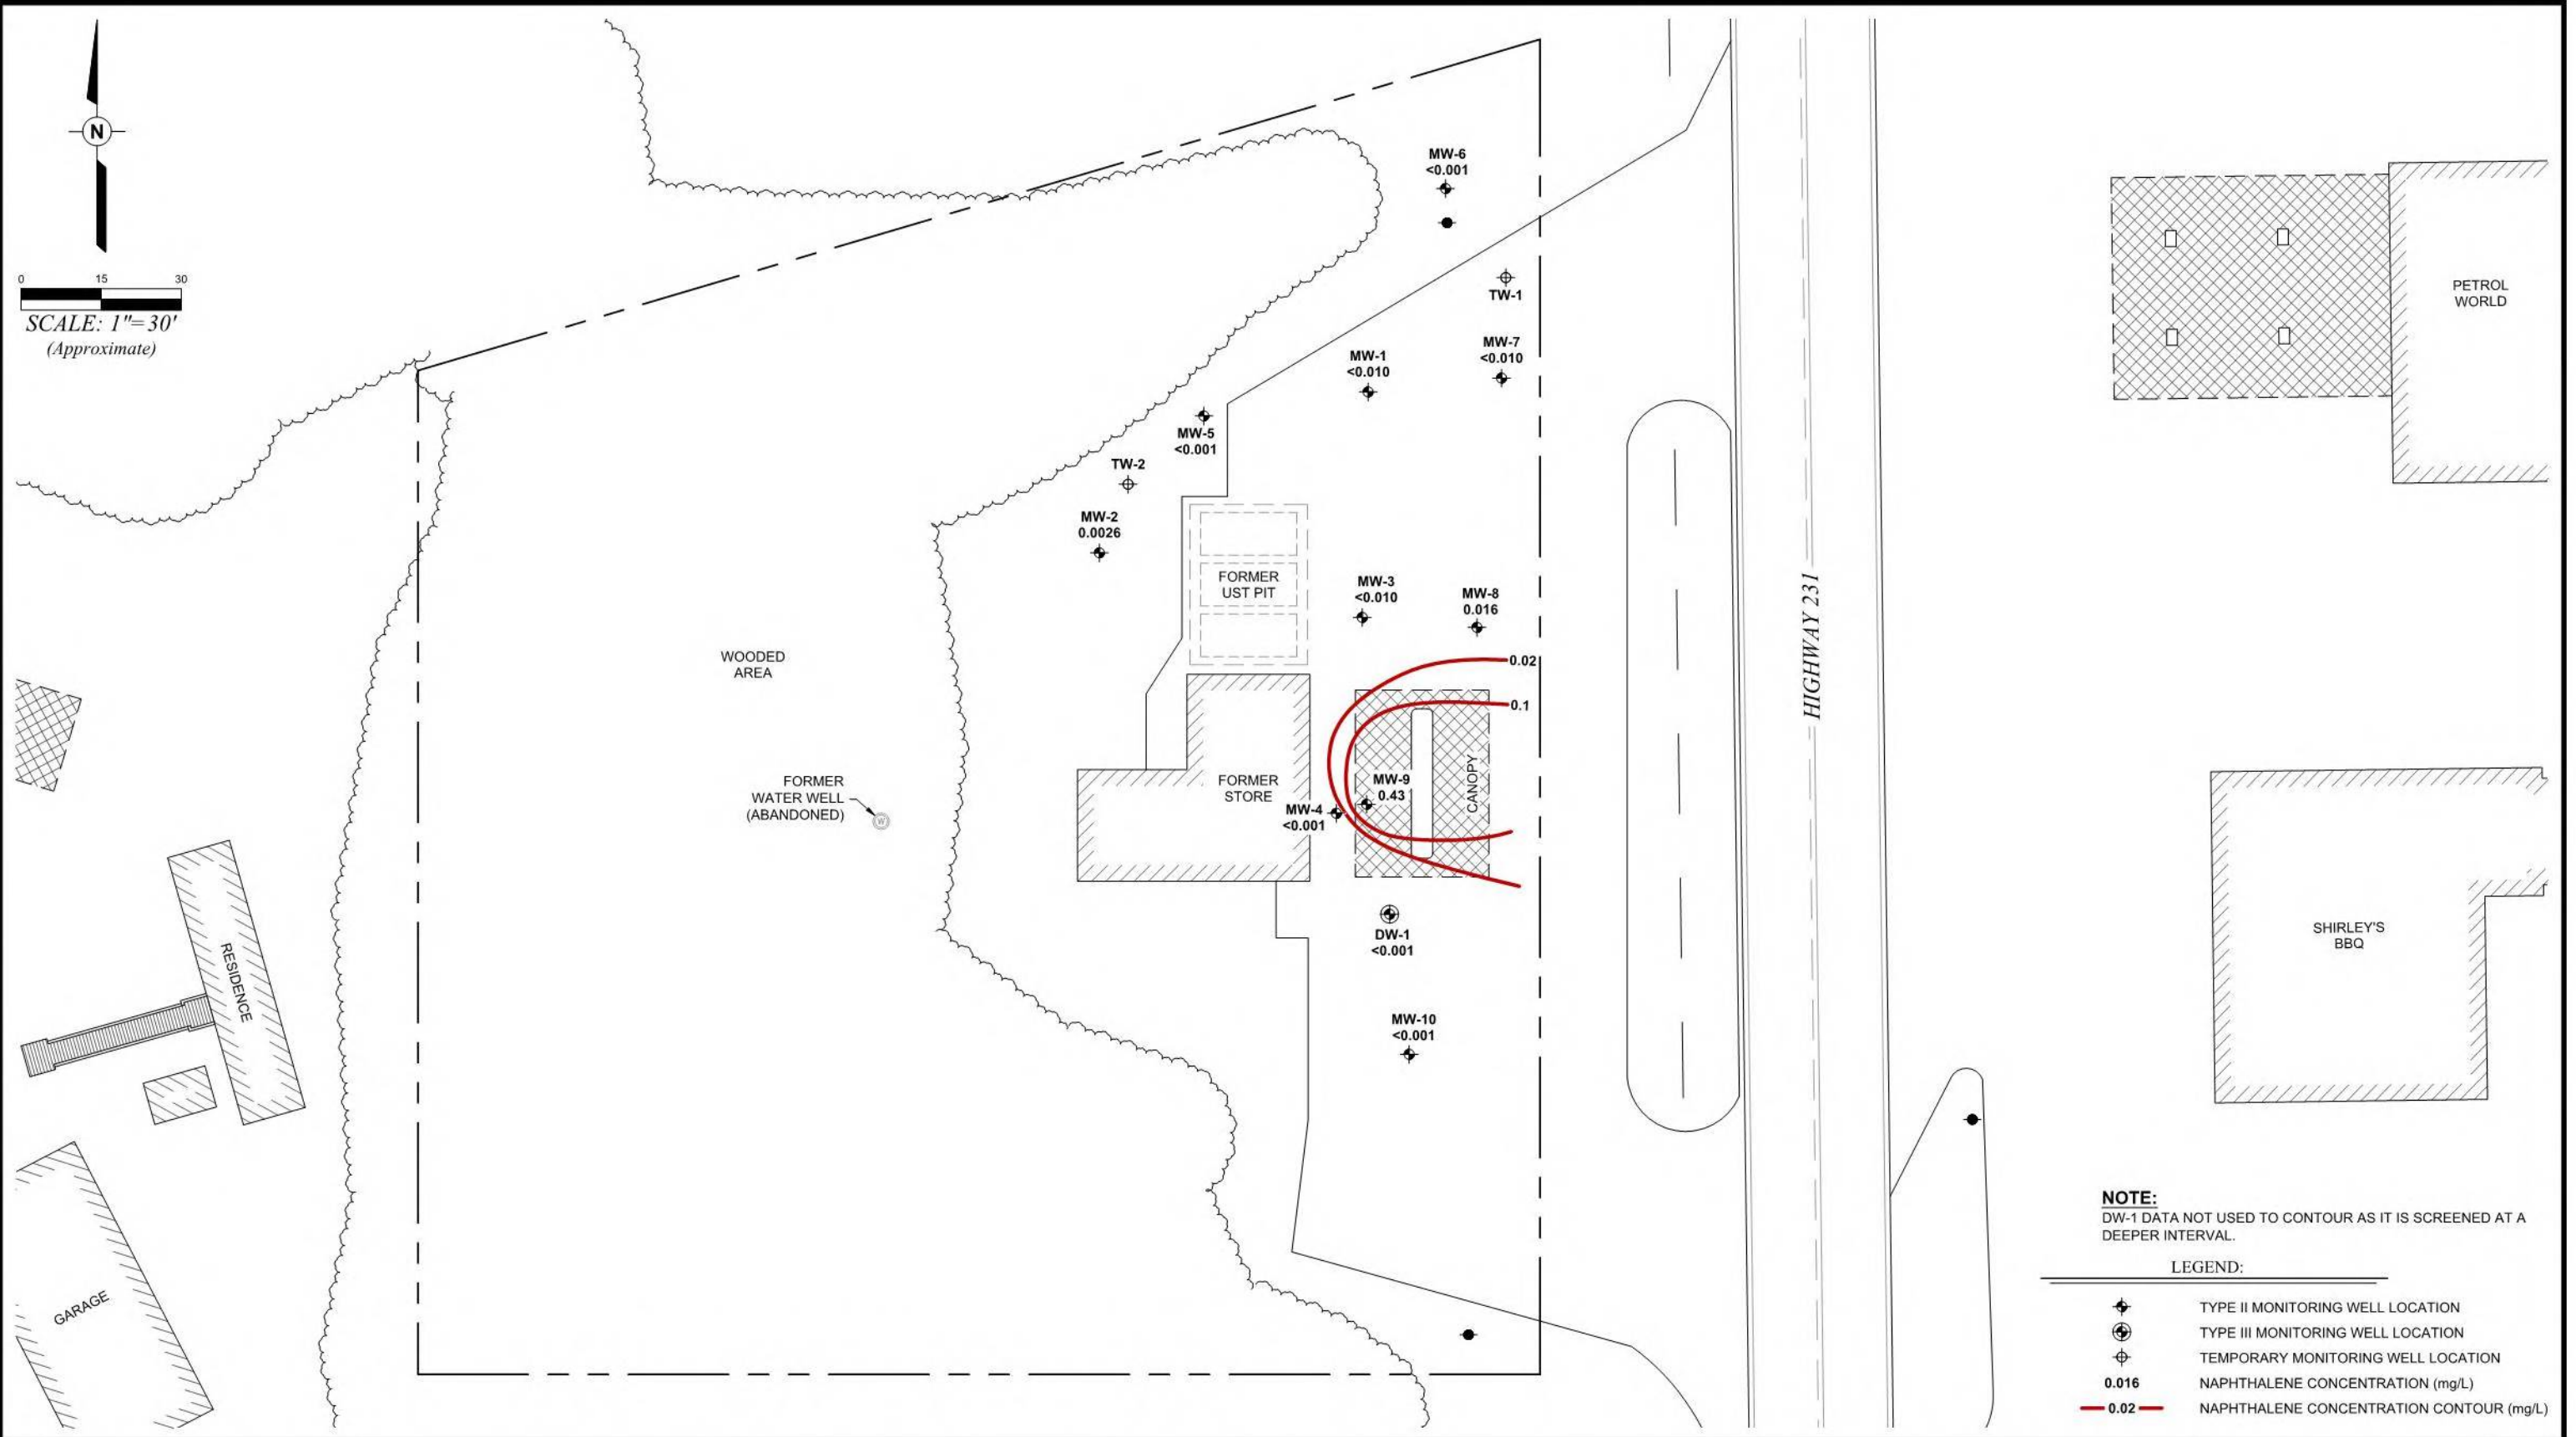 N
0 15 30
SCALE: 1"=30'
(Approximate)
MW-6
<0.001
TW-1
MW-7
<0.010
MW-1
<0.010
MW-5
<0.001
TW-2
MW-2
0.0026
FORMER
UST PIT
MW-3
<0.010
MW-8
0.016
0.02
0.1
WOODED
AREA
FORMER
WATER WELL
(ABANDONED)
W
FORMER
STORE
MW-9
0.43
MW-4
<0.001
CANOPY
DW-1
<0.001
MW-10
<0.001
HIGHWAY 231
PETROL
WORLD
SHIRLEY'S
BBQ
RESIDENCE
GARAGE
NOTE:
DW-1 DATA NOT USED TO CONTOUR AS IT IS SCREENED AT A
DEEPER INTERVAL.
LEGEND:
TYPE II MONITORING WELL LOCATION
TYPE III MONITORING WELL LOCATION
TEMPORARY MONITORING WELL LOCATION
0.016 NAPHTHALENE CONCENTRATION (mg/L)
0.02 NAPHTHALENE CONCENTRATION CONTOUR (mg/L)